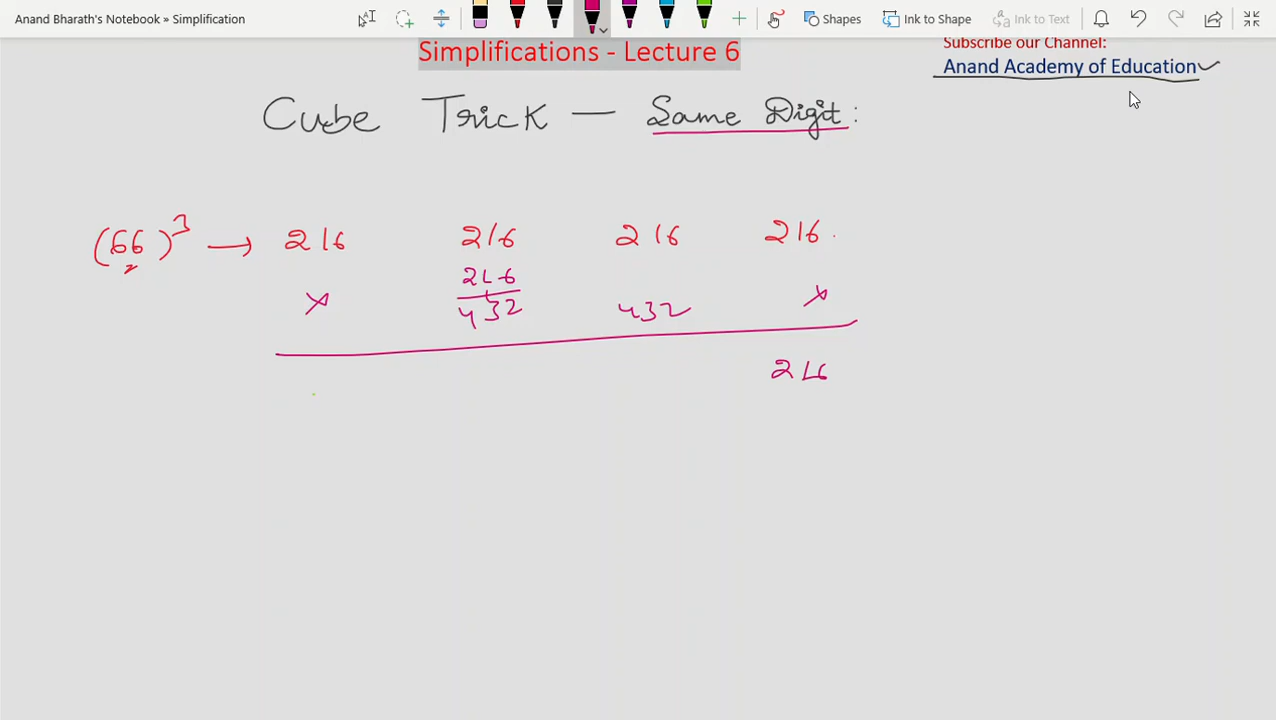 Anand Bharath's Notebook » Simplification
Shapes Ink to Shape Ink to Text
Subscribe our Channel:
Simplifications - Lecture 6
Anand Academy of Education
Cube Trick — Same Digit:
(66)³ → 216 216 216 216
216
x 432 432 x
216